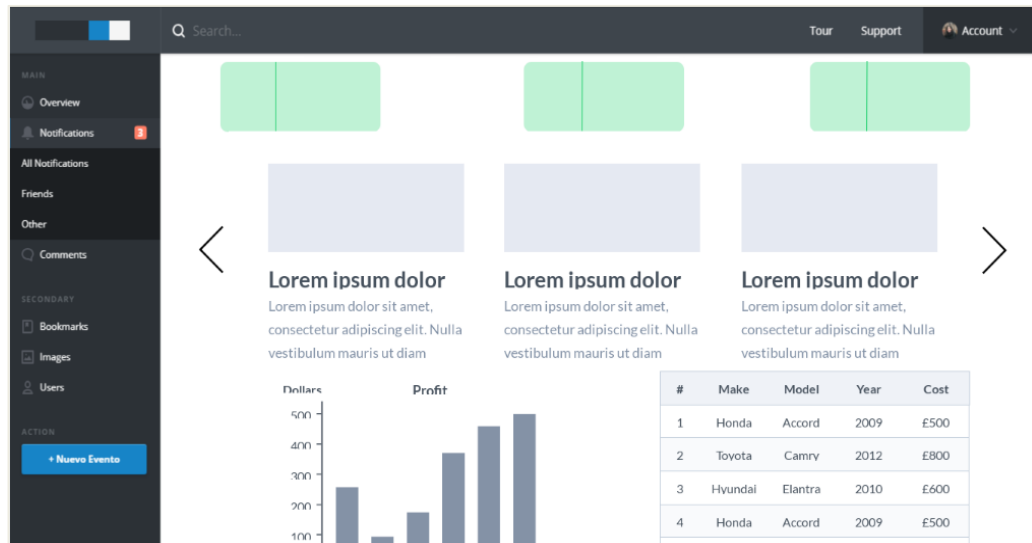 Search...
Tour
Support
Account
MAIN
Overview
Notifications 3
All Notifications
Friends
Other
Comments
SECONDARY
Bookmarks
Images
Users
ACTION
+ Nuevo Evento
Lorem ipsum dolor
Lorem ipsum dolor sit amet,
consectetur adipiscing elit. Nulla
vestibulum mauris ut diam
Lorem ipsum dolor
Lorem ipsum dolor sit amet,
consectetur adipiscing elit. Nulla
vestibulum mauris ut diam
Lorem ipsum dolor
Lorem ipsum dolor sit amet,
consectetur adipiscing elit. Nulla
vestibulum mauris ut diam
Dollars
Profit
500
400
300
200
100
# Make Model Year Cost
1 Honda Accord 2009 £500
2 Toyota Camry 2012 £800
3 Hyundai Elantra 2010 £600
4 Honda Accord 2009 £500